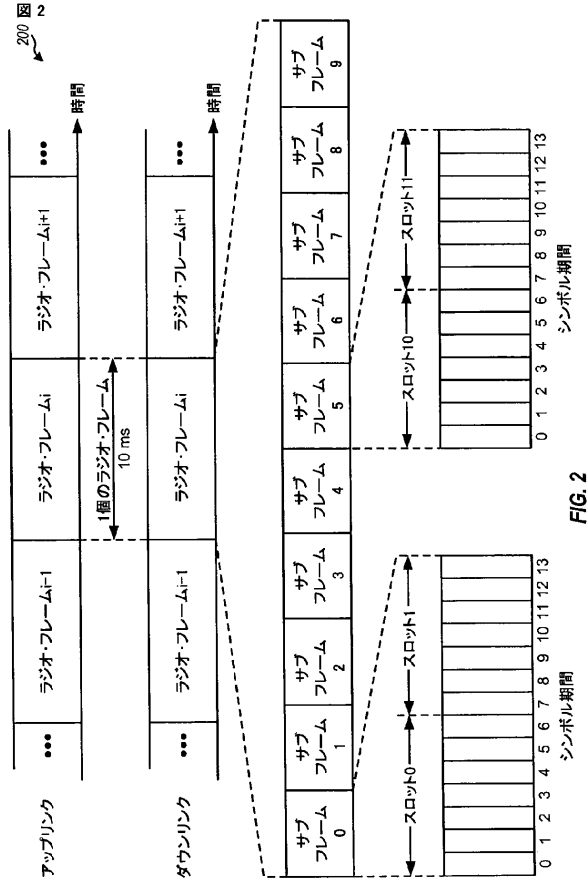 図 2
200
アップリンク
•••
ラジオ・フレームi−1
ラジオ・フレームi
ラジオ・フレームi+1
•••
時間
1個のラジオ・フレーム
10 ms
ダウンリンク
•••
ラジオ・フレームi−1
ラジオ・フレームi
ラジオ・フレームi+1
•••
時間
サブ
フレーム
0
サブ
フレーム
1
サブ
フレーム
2
サブ
フレーム
3
サブ
フレーム
4
サブ
フレーム
5
サブ
フレーム
6
サブ
フレーム
7
サブ
フレーム
8
サブ
フレーム
9
スロット0
スロット1
0 1 2 3 4 5 6 7 8 9 10 11 12 13
シンボル期間
スロット10
スロット11
0 1 2 3 4 5 6 7 8 9 10 11 12 13
シンボル期間
FIG. 2